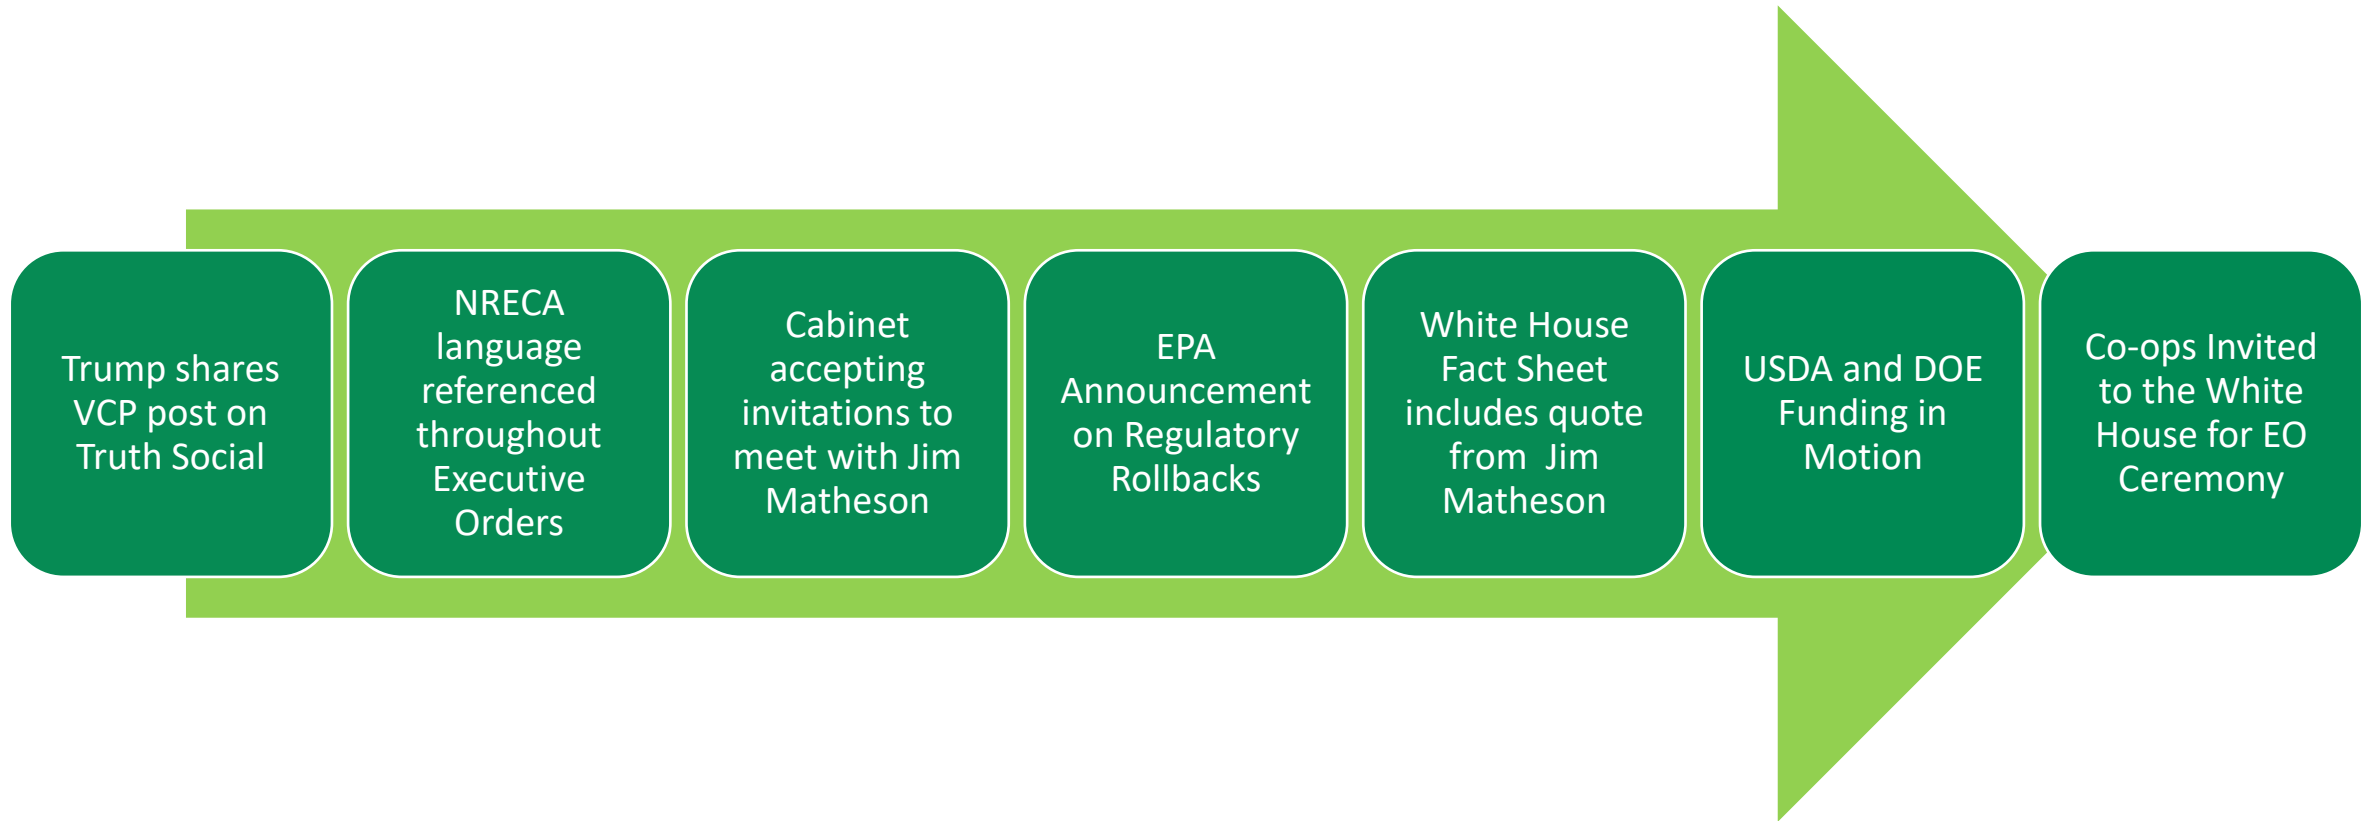 Trump shares
VCP post on
Truth Social
NRECA
language
referenced
throughout
Executive
Orders
Cabinet
accepting
invitations to
meet with Jim
Matheson
EPA
Announcement
on Regulatory
Rollbacks
White House
Fact Sheet
includes quote
from  Jim
Matheson
USDA and DOE
Funding in
Motion
Co-ops Invited
to the White
House for EO
Ceremony